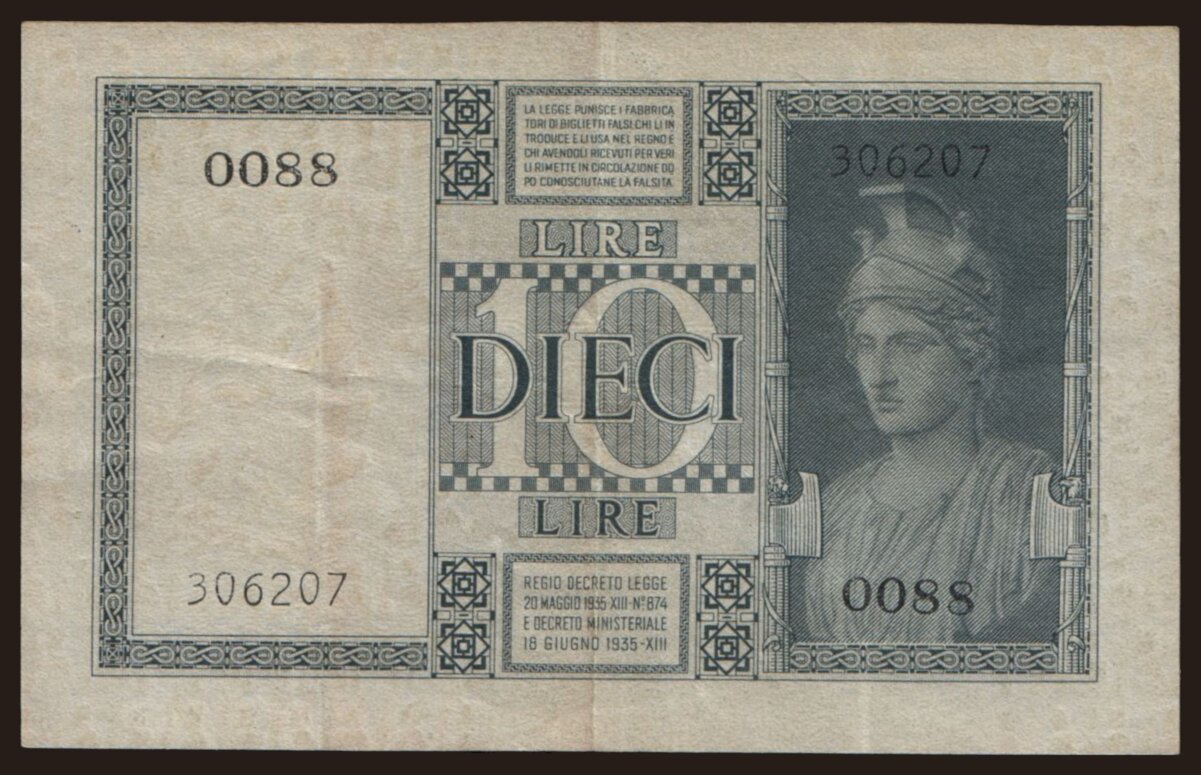 0088
306207
LA LEGGE PUNISCE I FABBRICA
TORI DI BIGLIETTI FALSI, CHI LI IN
TRODUCE E LI USA NEL REGNO E
CHI AVENDOLI RICEVUTI PER VERI
LI RIMETTE IN CIRCOLAZIONE DO
PO CONOSCIUTANE LA FALSITA.
LIRE
10
DIECI
LIRE
REGIO DECRETO LEGGE
20 MAGGIO 1935 XIII-Nº 874
E DECRETO MINISTERIALE
18 GIUGNO 1935-XIII
306207
0088